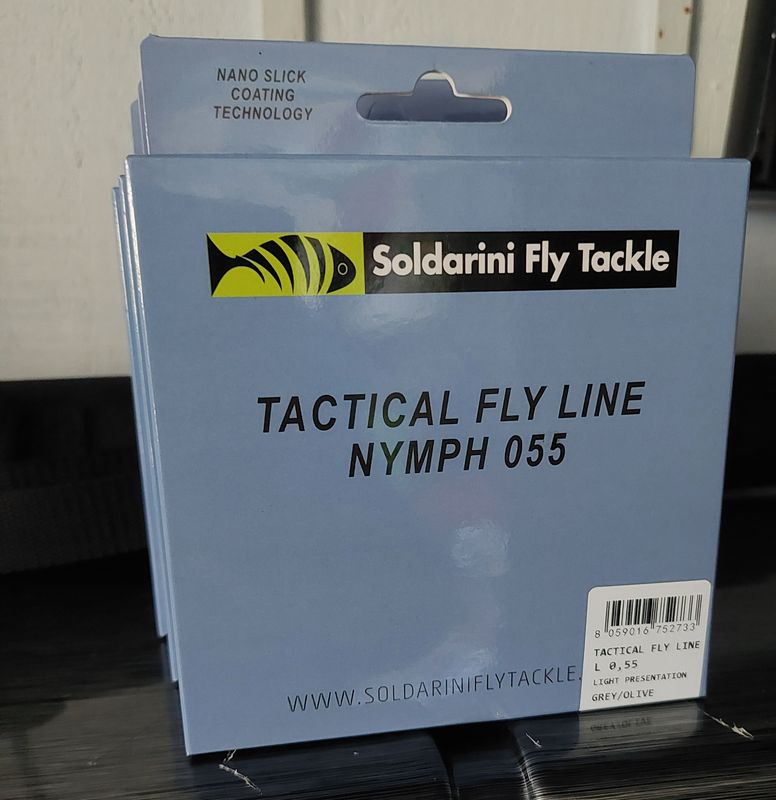 NANO SLICK
COATING
TECHNOLOGY
Soldarini Fly Tackle
TACTICAL FLY LINE
NYMPH 055
WWW.SOLDARINIFLYTACKLE.
8 059016 752733
TACTICAL FLY LINE
L 0,55
LIGHT PRESENTATION
GREY/OLIVE